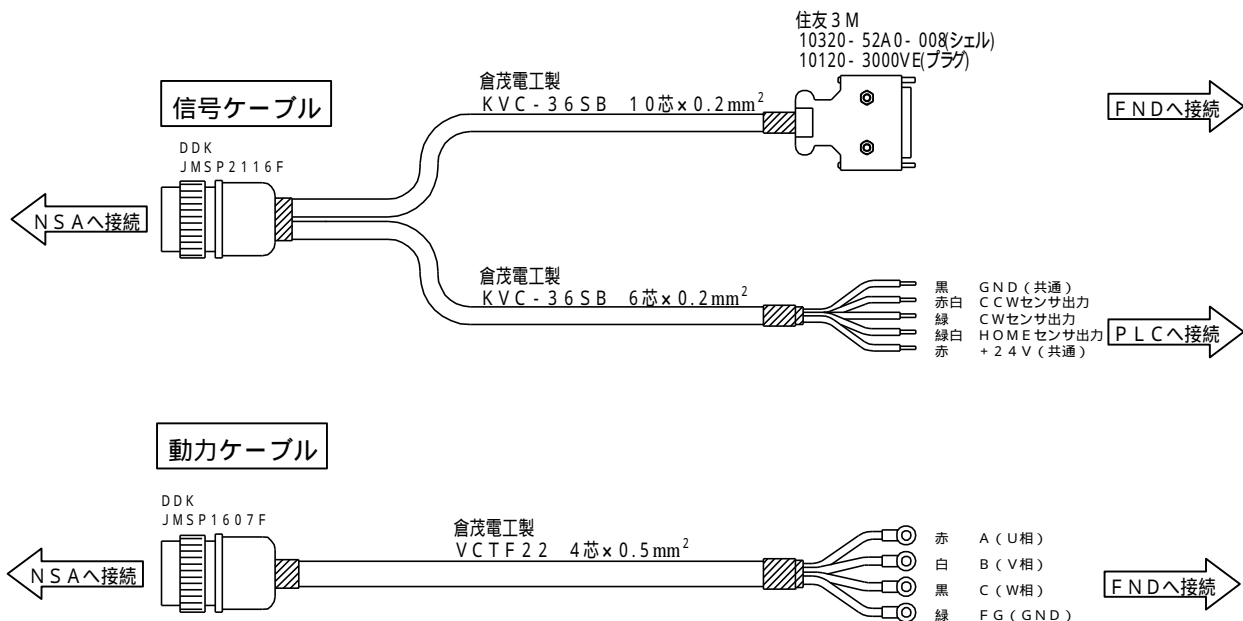 住友３Ｍ
10320-52A0-008(シェル)
10120-3000VE(プラグ)
倉茂電工製
KVC-36SB 10芯×0.2mm²
信号ケーブル
FNDへ接続
DDK
JMSP2116F
NSAへ接続
倉茂電工製
KVC-36SB 6芯×0.2mm²
黒 GND(共通)
赤白 CCWセンサ出力
緑 CWセンサ出力
緑白 HOMEセンサ出力
赤 +24V(共通)
PLCへ接続
動力ケーブル
DDK
JMSP1607F
倉茂電工製
VCTF22 4芯×0.5mm²
NSAへ接続
赤 A(U相)
白 B(V相)
黒 C(W相)
緑 FG(GND)
FNDへ接続